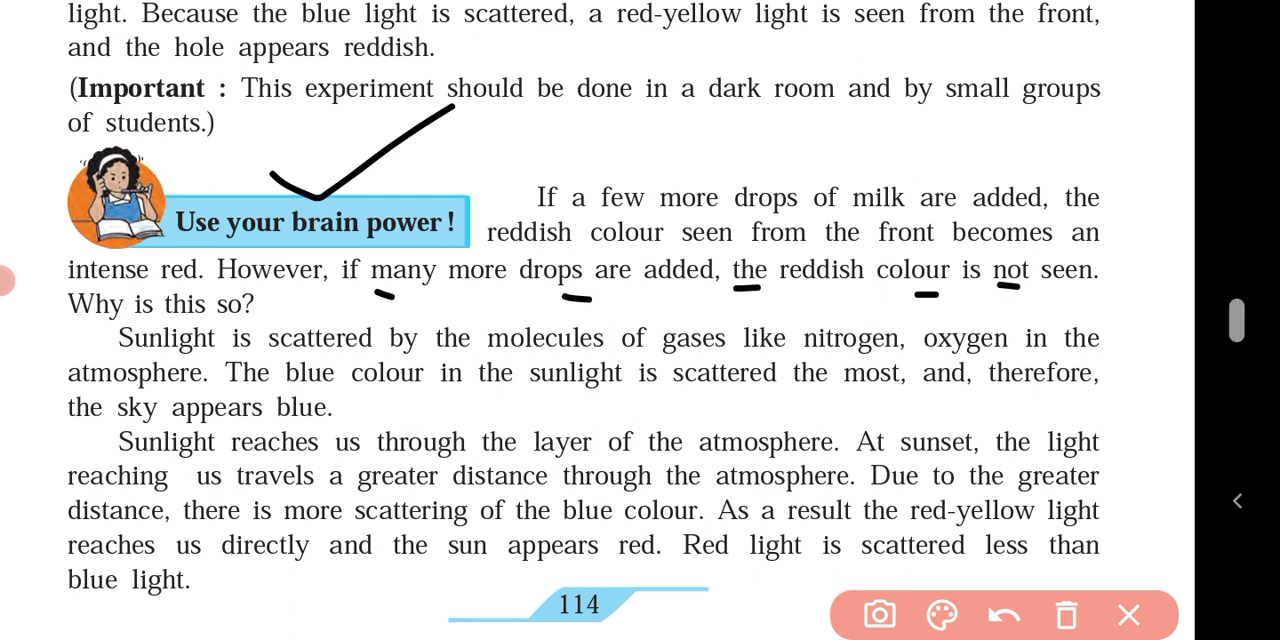 light. Because the blue light is scattered, a red-yellow light is seen from the front,
and the hole appears reddish.
(Important : This experiment should be done in a dark room and by small groups
of students.)
Use your brain power !
If a few more drops of milk are added, the
reddish colour seen from the front becomes an
intense red. However, if many more drops are added, the reddish colour is not seen.
Why is this so?
Sunlight is scattered by the molecules of gases like nitrogen, oxygen in the
atmosphere. The blue colour in the sunlight is scattered the most, and, therefore,
the sky appears blue.
Sunlight reaches us through the layer of the atmosphere. At sunset, the light
reaching us travels a greater distance through the atmosphere. Due to the greater
distance, there is more scattering of the blue colour. As a result the red-yellow light
reaches us directly and the sun appears red. Red light is scattered less than
blue light.
114